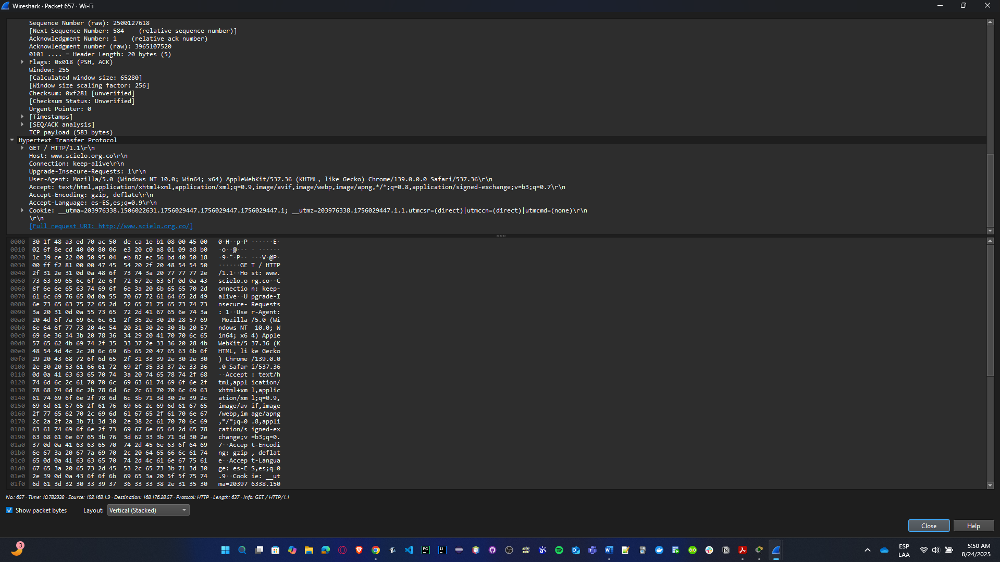 Wireshark · Packet 657 · Wi-Fi
Sequence Number (raw): 2500127618
[Next Sequence Number: 584    (relative sequence number)]
Acknowledgment Number: 1    (relative ack number)
Acknowledgment number (raw): 3965107520
0101 .... = Header Length: 20 bytes (5)
Flags: 0x018 (PSH, ACK)
Window: 255
[Calculated window size: 65280]
[Window size scaling factor: 256]
Checksum: 0xf281 [unverified]
[Checksum Status: Unverified]
Urgent Pointer: 0
[Timestamps]
[SEQ/ACK analysis]
TCP payload (583 bytes)
Hypertext Transfer Protocol
GET / HTTP/1.1\r\n
Host: www.scielo.org.co\r\n
Connection: keep-alive\r\n
Upgrade-Insecure-Requests: 1\r\n
User-Agent: Mozilla/5.0 (Windows NT 10.0; Win64; x64) AppleWebKit/537.36 (KHTML, like Gecko) Chrome/139.0.0.0 Safari/537.36\r\n
Accept: text/html,application/xhtml+xml,application/xml;q=0.9,image/avif,image/webp,image/apng,*/*;q=0.8,application/signed-exchange;v=b3;q=0.7\r\n
Accept-Encoding: gzip, deflate\r\n
Accept-Language: es-ES,es;q=0.9\r\n
Cookie: __utma=203976338.1506022631.1756029447.1756029447.1756029447.1; __utmz=203976338.1756029447.1.1.utmcsr=(direct)|utmccn=(direct)|utmcmd=(none)\r\n
\r\n
[Full request URI: http://www.scielo.org.co/]
0000  30 1f 48 a3 ed 70 ac 50  de ca 1e b1 08 00 45 00  0·H··p·P ······E·
0010  02 6f 8e cd 40 00 80 06  e3 20 c0 a8 01 09 a8 b0  ·o··@··· · ······
0020  1c 39 ce 22 00 50 95 04  eb 82 ec 56 bd 40 50 18  ·9·"·P·· ···V·@P·
0030  00 ff f2 81 00 00 47 45  54 20 2f 20 48 54 54 50  ······GE T / HTTP
0040  2f 31 2e 31 0d 0a 48 6f  73 74 3a 20 77 77 77 2e  /1.1··Ho st: www.
0050  73 63 69 65 6c 6f 2e 6f  72 67 2e 63 6f 0d 0a 43  scielo.o rg.co··C
0060  6f 6e 6e 65 63 74 69 6f  6e 3a 20 6b 65 65 70 2d  onnectio n: keep-
0070  61 6c 69 76 65 0d 0a 55  70 67 72 61 64 65 2d 49  alive··U pgrade-I
0080  6e 73 65 63 75 72 65 2d  52 65 71 75 65 73 74 73  nsecure- Requests
0090  3a 20 31 0d 0a 55 73 65  72 2d 41 67 65 6e 74 3a  : 1··Use r-Agent:
00a0  20 4d 6f 7a 69 6c 6c 61  2f 35 2e 30 20 28 57 69   Mozilla /5.0 (Wi
00b0  6e 64 6f 77 73 20 4e 54  20 31 30 2e 30 3b 20 57  ndows NT  10.0; W
00c0  69 6e 36 34 3b 20 78 36  34 29 20 41 70 70 6c 65  in64; x6 4) Apple
00d0  57 65 62 4b 69 74 2f 35  33 37 2e 33 36 20 28 4b  WebKit/5 37.36 (K
00e0  48 54 4d 4c 2c 20 6c 69  6b 65 20 47 65 63 6b 6f  HTML, li ke Gecko
00f0  29 20 43 68 72 6f 6d 65  2f 31 33 39 2e 30 2e 30  ) Chrome /139.0.0
0100  2e 30 20 53 61 66 61 72  69 2f 35 33 37 2e 33 36  .0 Safar i/537.36
0110  0d 0a 41 63 63 65 70 74  3a 20 74 65 78 74 2f 68  ··Accept : text/h
0120  74 6d 6c 2c 61 70 70 6c  69 63 61 74 69 6f 6e 2f  tml,appl ication/
0130  78 68 74 6d 6c 2b 78 6d  6c 2c 61 70 70 6c 69 63  xhtml+xm l,applic
0140  61 74 69 6f 6e 2f 78 6d  6c 3b 71 3d 30 2e 39 2c  ation/xm l;q=0.9,
0150  69 6d 61 67 65 2f 61 76  69 66 2c 69 6d 61 67 65  image/av if,image
0160  2f 77 65 62 70 2c 69 6d  61 67 65 2f 61 70 6e 67  /webp,im age/apng
0170  2c 2a 2f 2a 3b 71 3d 30  2e 38 2c 61 70 70 6c 69  ,*/*;q=0 .8,appli
0180  63 61 74 69 6f 6e 2f 73  69 67 6e 65 64 2d 65 78  cation/s igned-ex
0190  63 68 61 6e 67 65 3b 76  3d 62 33 3b 71 3d 30 2e  change;v =b3;q=0.
01a0  37 0d 0a 41 63 63 65 70  74 2d 45 6e 63 6f 64 69  7··Accep t-Encodi
01b0  6e 67 3a 20 67 7a 69 70  2c 20 64 65 66 6c 61 74  ng: gzip , deflat
01c0  65 0d 0a 41 63 63 65 70  74 2d 4c 61 6e 67 75 61  e··Accep t-Langua
01d0  67 65 3a 20 65 73 2d 45  53 2c 65 73 3b 71 3d 30  ge: es-E S,es;q=0
01e0  2e 39 0d 0a 43 6f 6f 6b  69 65 3a 20 5f 5f 75 74  .9··Cook ie: __ut
01f0  6d 61 3d 32 30 33 39 37  36 33 33 38 2e 31 35 30  ma=20397 6338.150
No.: 657 · Time: 10.782938 · Source: 192.168.1.9 · Destination: 168.176.28.57 · Protocol: HTTP · Length: 637 · Info: GET / HTTP/1.1
Show packet bytes  Layout: Vertical (Stacked)
Close  Help
3
PC  IJ
ESP
LAA
5:50 AM
8/24/2025